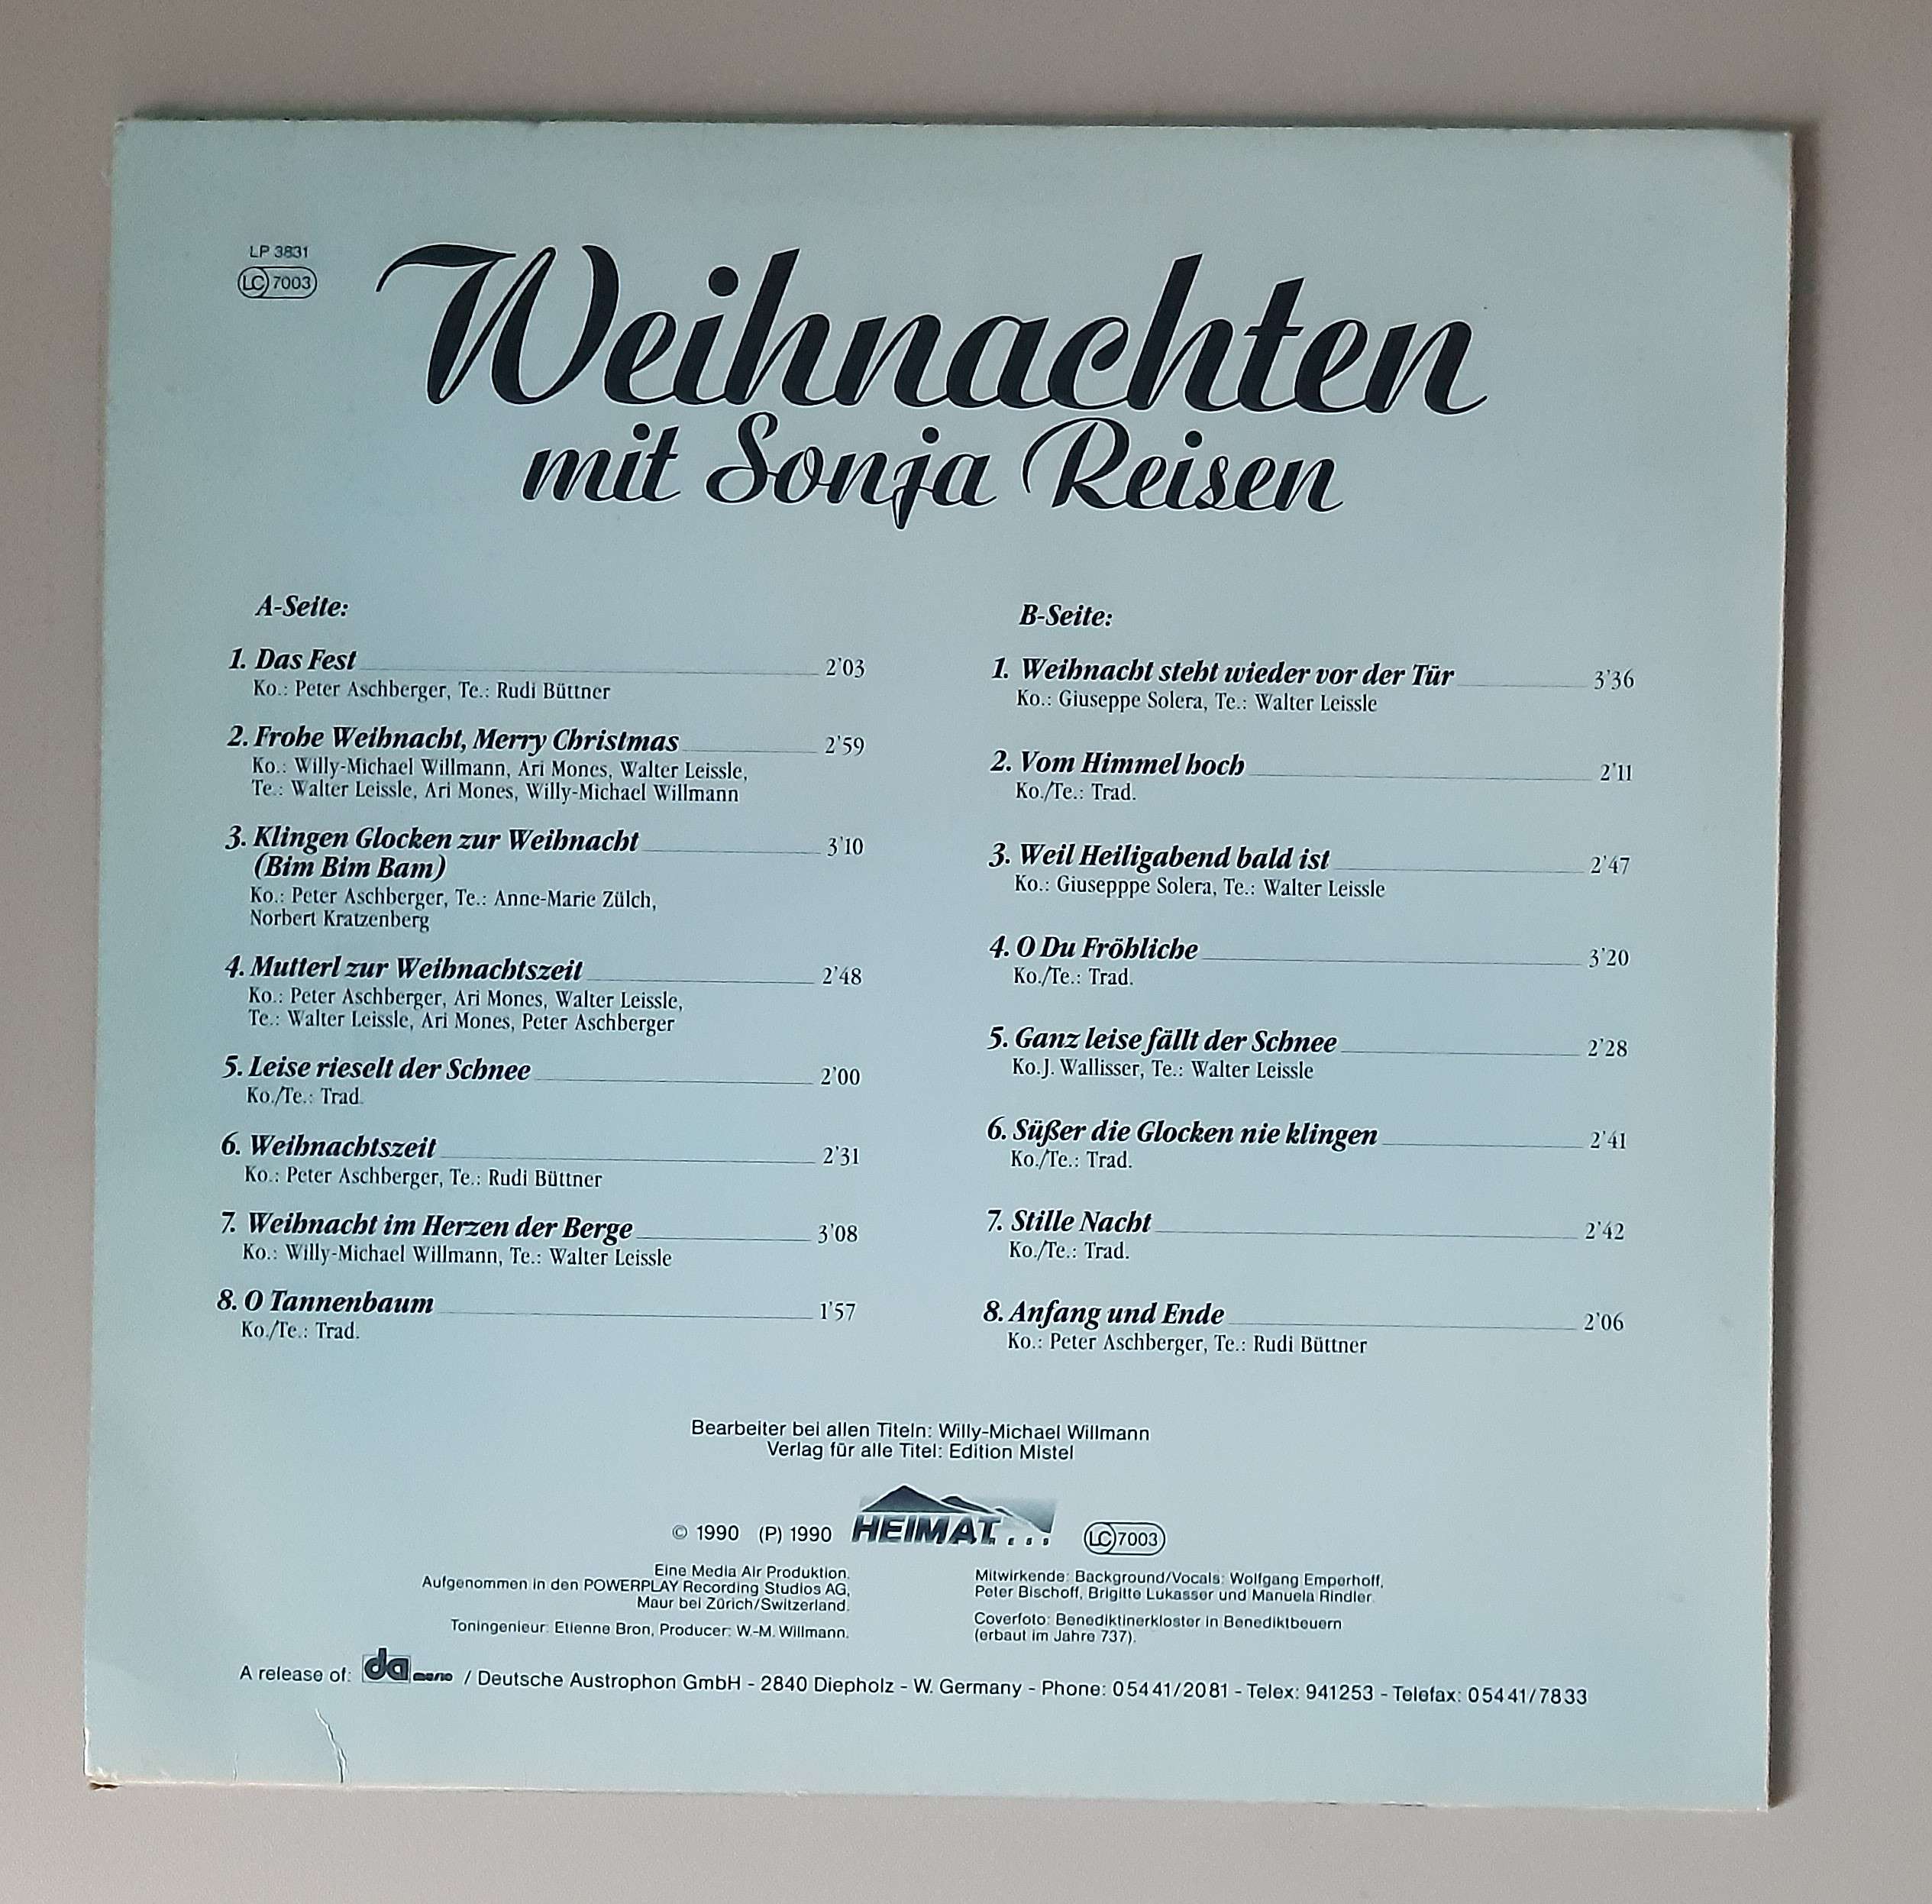 LP 3831
LC 7003
Weihnachten
mit Sonja Reisen
A-Seite:
1. Das Fest 2'03
Ko.: Peter Aschberger, Te.: Rudi Büttner
2. Frohe Weihnacht, Merry Christmas 2'59
Ko.: Willy-Michael Willmann, Ari Mones, Walter Leissle,
Te.: Walter Leissle, Ari Mones, Willy-Michael Willmann
3. Klingen Glocken zur Weihnacht 3'10
(Bim Bim Bam)
Ko.: Peter Aschberger, Te.: Anne-Marie Zülch,
Norbert Kratzenberg
4. Mutterl zur Weihnachtszeit 2'48
Ko.: Peter Aschberger, Ari Mones, Walter Leissle,
Te.: Walter Leissle, Ari Mones, Peter Aschberger
5. Leise rieselt der Schnee 2'00
Ko./Te.: Trad.
6. Weihnachtszeit 2'31
Ko.: Peter Aschberger, Te.: Rudi Büttner
7. Weihnacht im Herzen der Berge 3'08
Ko.: Willy-Michael Willmann, Te.: Walter Leissle
8. O Tannenbaum 1'57
Ko./Te.: Trad.
B-Seite:
1. Weihnacht steht wieder vor der Tür 3'36
Ko.: Giuseppe Solera, Te.: Walter Leissle
2. Vom Himmel hoch 2'11
Ko./Te.: Trad.
3. Weil Heiligabend bald ist 2'47
Ko.: Giusepppe Solera, Te.: Walter Leissle
4. O Du Fröhliche 3'20
Ko./Te.: Trad.
5. Ganz leise fällt der Schnee 2'28
Ko.J. Wallisser, Te.: Walter Leissle
6. Süßer die Glocken nie klingen 2'41
Ko./Te.: Trad.
7. Stille Nacht 2'42
Ko./Te.: Trad.
8. Anfang und Ende 2'06
Ko.: Peter Aschberger, Te.: Rudi Büttner
Bearbeiter bei allen Titeln: Willy-Michael Willmann
Verlag für alle Titel: Edition Mistel
© 1990 (P) 1990 HEIMAT LC 7003
Eine Media Air Produktion.
Aufgenommen in den POWERPLAY Recording Studios AG,
Maur bei Zürich/Switzerland.
Toningenieur: Etienne Bron, Producer: W.-M. Willmann.
Mitwirkende: Background/Vocals: Wolfgang Emperhoff,
Peter Bischoff, Brigitte Lukasser und Manuela Rindler.
Coverfoto: Benediktinerkloster in Benediktbeuern
(erbaut im Jahre 737).
A release of: da / Deutsche Austrophon GmbH - 2840 Diepholz - W. Germany - Phone: 05441/2081 - Telex: 941253 - Telefax: 05441/7833